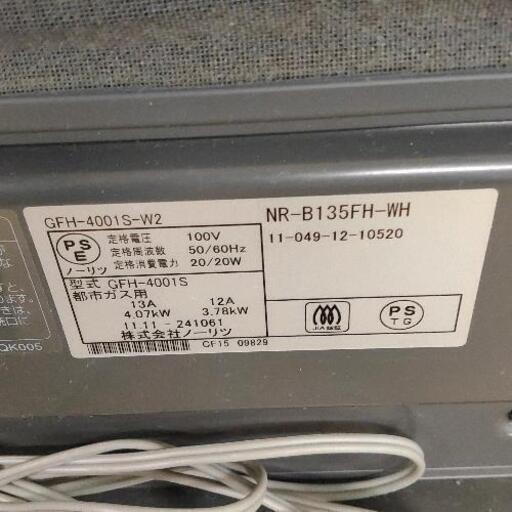 GFH-4001S-W2
PS
E
ノーリツ
定格電圧 100V
定格周波数 50/60Hz
定格消費電力 20/20W
型式 GFH-4001S
都市ガス用
13A 12A
4.07kW 3.78kW
11.11-241061
株式会社ノーリツ
CF15 09829
NR-B135FH-WH
11-049-12-10520
JIA
PS
TG
QK005